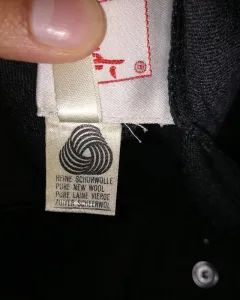 REINE SCHURWOLLE
PURE NEW WOOL
PURE LAINE VIERGE
ZUIVER SCHEERWOL